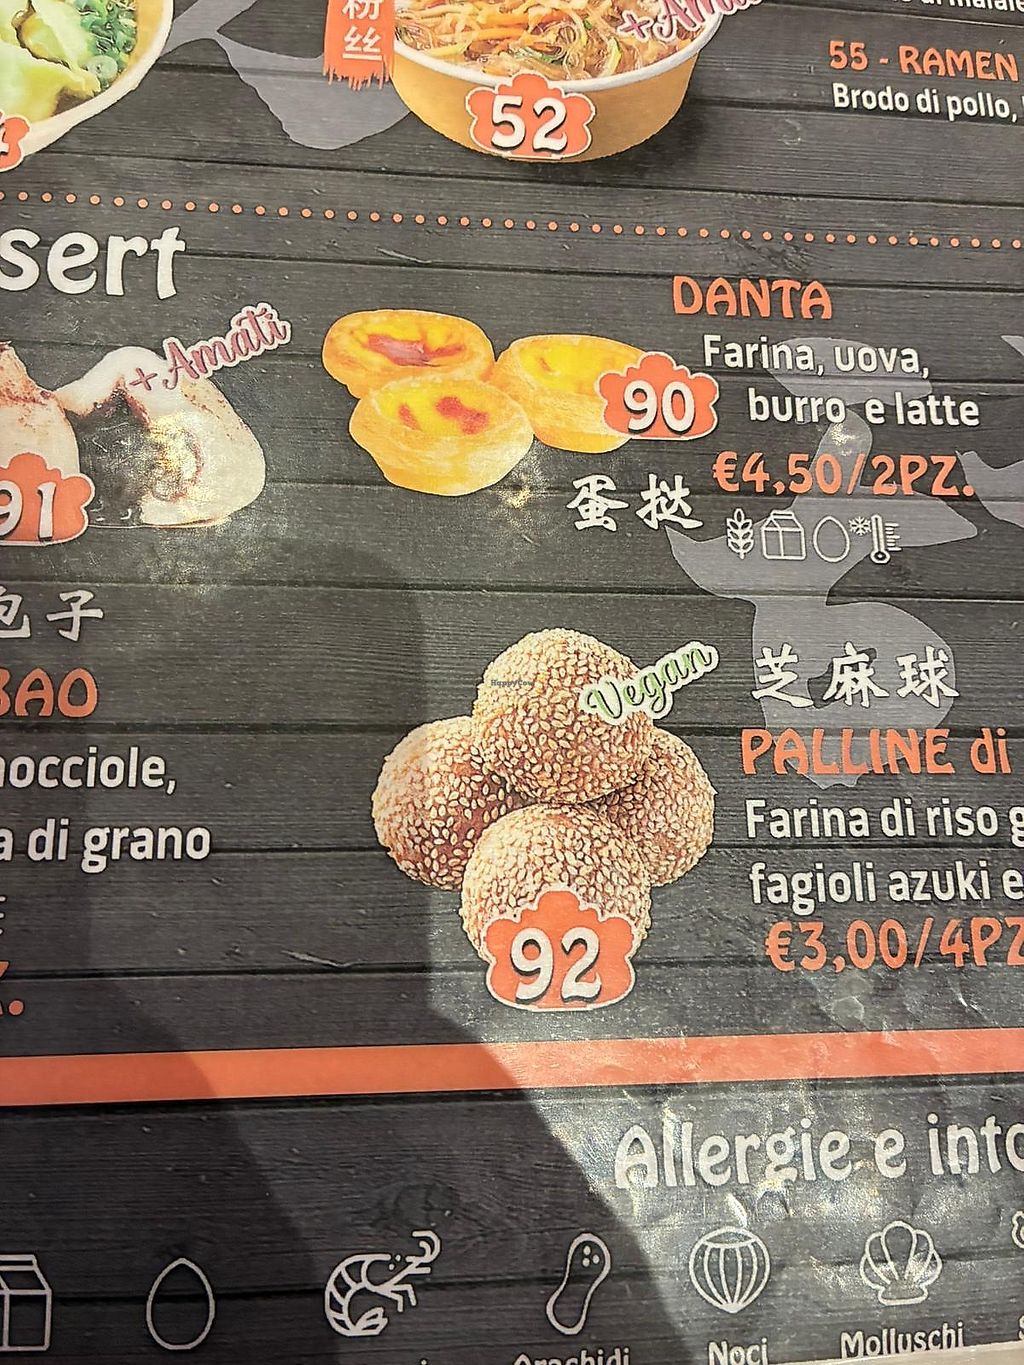 粉丝
52
55 - RAMEN
Brodo di pollo,
sert
+Amati
91
包子
BAO
nocciole,
a di grano
DANTA
Farina, uova,
burro e latte
90
€4,50/2PZ.
蛋挞
Vegan
HappyCow
芝麻球
PALLINE di
Farina di riso g
fagioli azuki e
€3,00/4PZ
92
Allergie e into
Arachidi
Noci
Molluschi